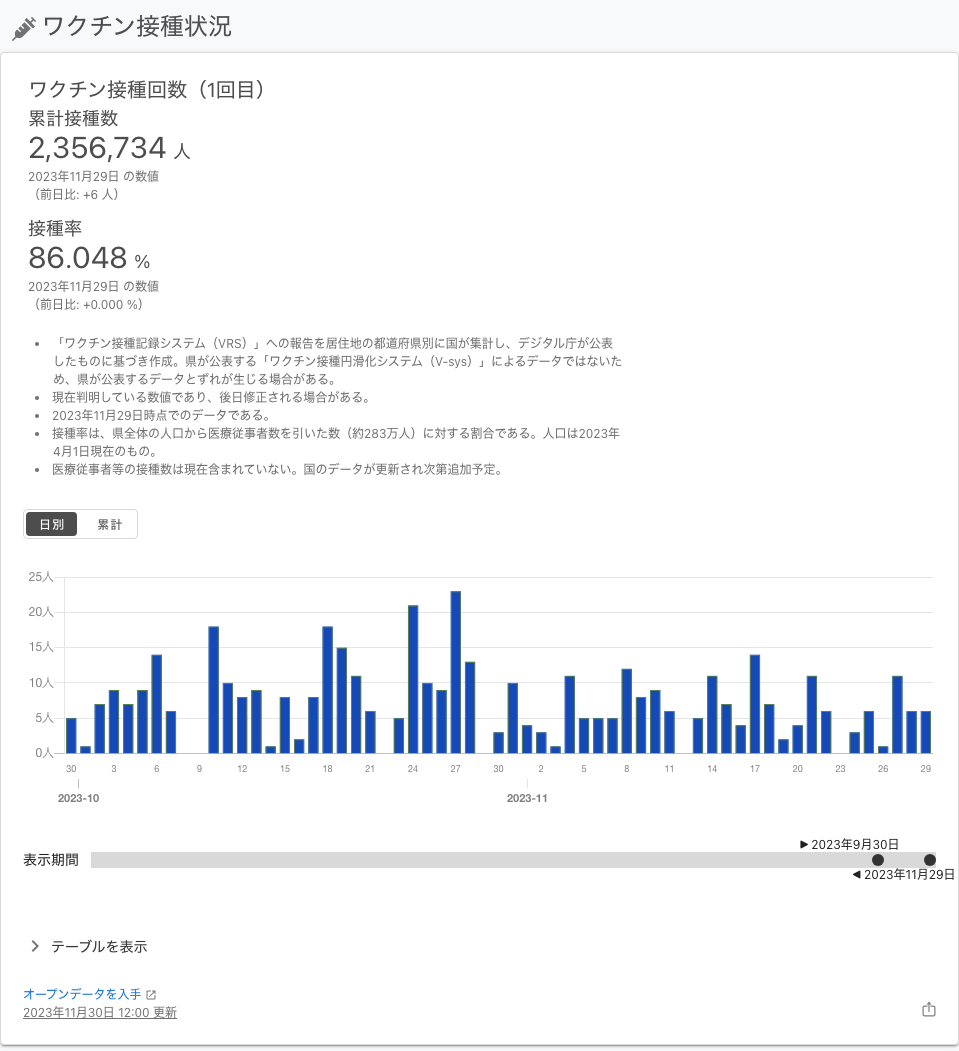 ワクチン接種状況
ワクチン接種回数（1回目）
累計接種数
2,356,734 人
2023年11月29日 の数値
（前日比: +6 人）
接種率
86.048 %
2023年11月29日 の数値
（前日比: +0.000 %）
• 「ワクチン接種記録システム（VRS）」への報告を居住地の都道府県別に国が集計し、デジタル庁が公表
したものに基づき作成。県が公表する「ワクチン接種円滑化システム（V-sys）」によるデータではないた
め、県が公表するデータとずれが生じる場合がある。
• 現在判明している数値であり、後日修正される場合がある。
• 2023年11月29日時点でのデータである。
• 接種率は、県全体の人口から医療従事者数を引いた数（約283万人）に対する割合である。人口は2023年
4月1日現在のもの。
• 医療従事者等の接種数は現在含まれていない。国のデータが更新され次第追加予定。
日別 累計
25人
20人
15人
10人
5人
0人
30 3 6 9 12 15 18 21 24 27 30 2 5 8 11 14 17 20 23 26 29
2023-10 2023-11
▶ 2023年9月30日
表示期間
◀ 2023年11月29日
テーブルを表示
オープンデータを入手
2023年11月30日 12:00 更新